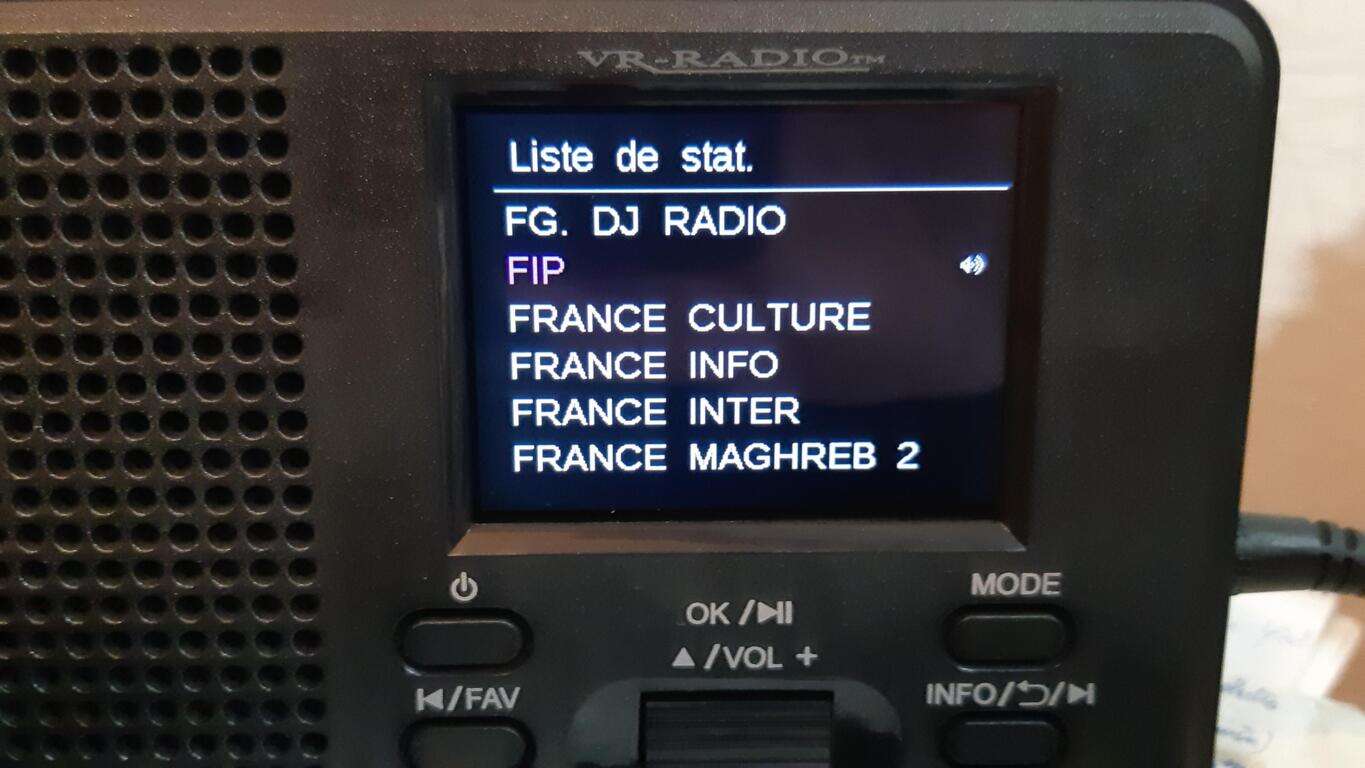 VR-RADIO™
Liste de stat.
FG. DJ RADIO
FIP
FRANCE CULTURE
FRANCE INFO
FRANCE INTER
FRANCE MAGHREB 2
MODE
OK /
/VOL +
/FAV
INFO/ /